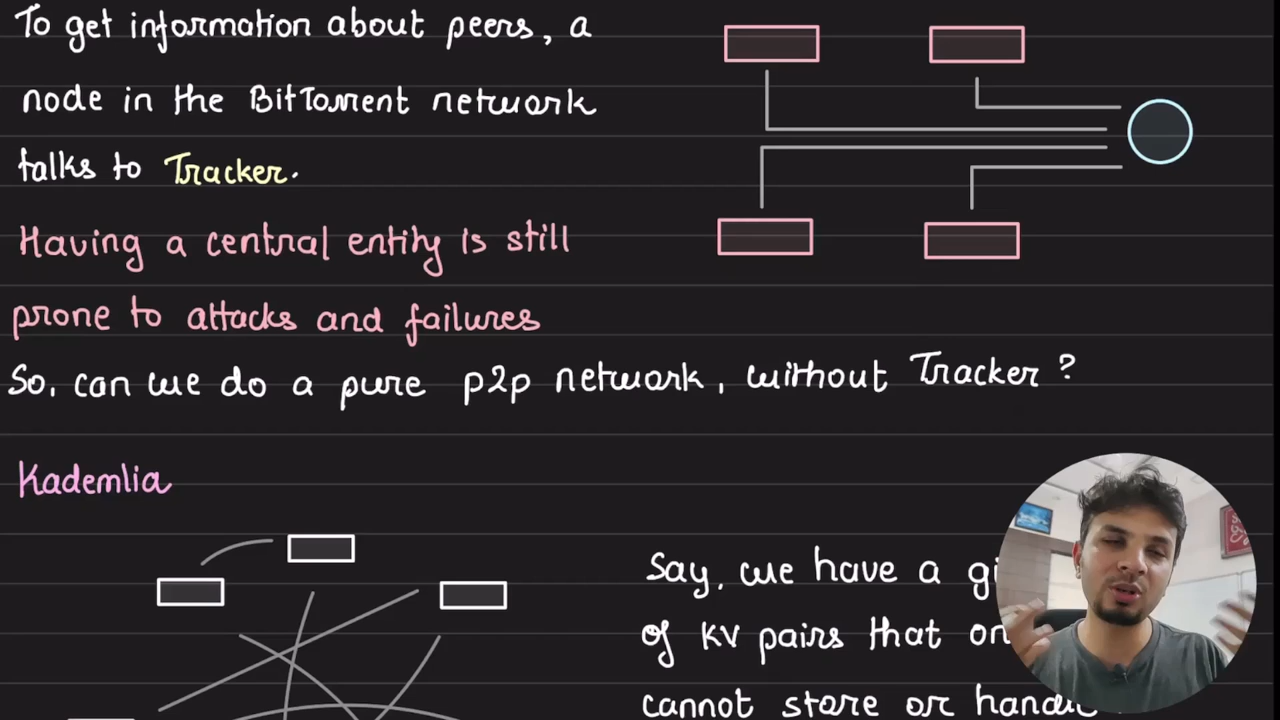 To get information about peers, a
node in the BitTorrent network
talks to Tracker.
Having a central entity is still
prone to attacks and failures
So, can we do a pure p2p network, without Tracker?
Kademlia
Say, we have a
of KV pairs that
cannot store or